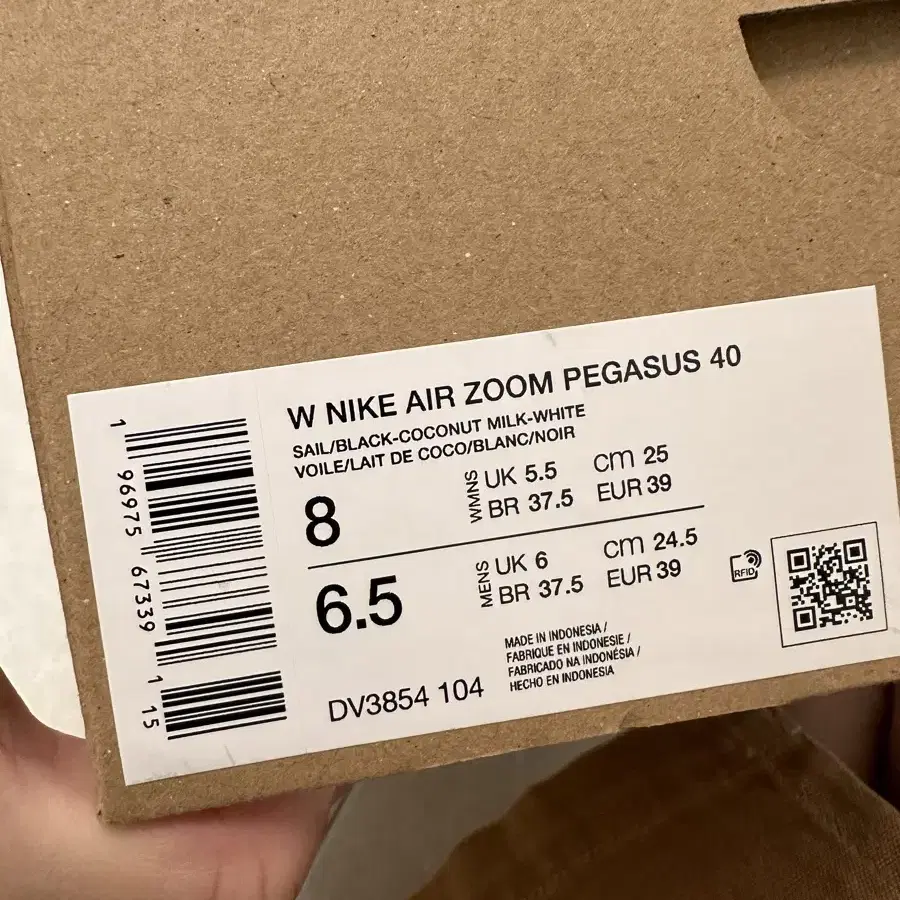 W NIKE AIR ZOOM PEGASUS 40
SAIL/BLACK-COCONUT MILK-WHITE
VOILE/LAIT DE COCO/BLANC/NOIR
8
WMNS
UK 5.5 cm 25
BR 37.5 EUR 39
6.5
MENS
UK 6 cm 24.5
BR 37.5 EUR 39
RFID
MADE IN INDONESIA /
FABRIQUE EN INDONESIE /
FABRICADO NA INDONÉSIA /
HECHO EN INDONESIA
DV3854 104
1 96975 67339 1 15